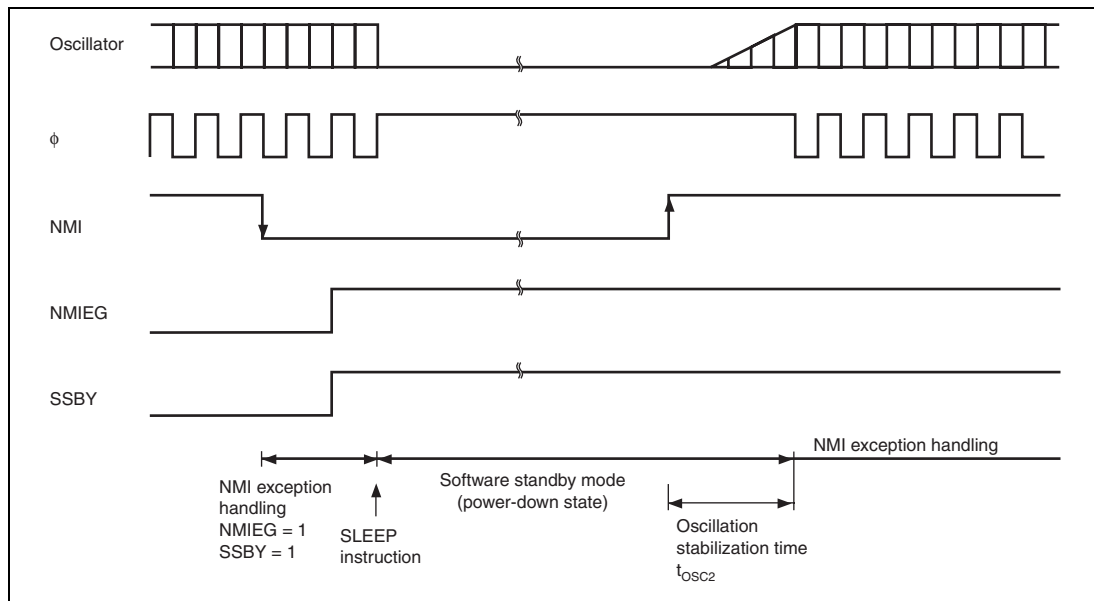 Oscillator
ϕ
NMI
NMIEG
SSBY
NMI exception handling
NMI exception
handling
NMIEG = 1
SSBY = 1
SLEEP
instruction
Software standby mode
(power-down state)
Oscillation
stabilization time
tOSC2